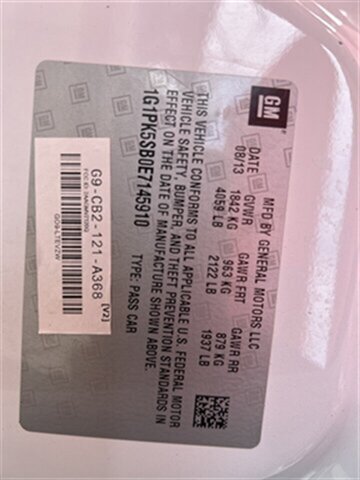 GM
MFD BY GENERAL MOTORS LLC
DATE GVWR GAWR FRT GAWR RR
08/13 1842 KG 963 KG 879 KG
4059 LB 2122 LB 1937 LB
THIS VEHICLE CONFORMS TO ALL APPLICABLE U.S. FEDERAL MOTOR
VEHICLE SAFETY, BUMPER, AND THEFT PREVENTION STANDARDS IN
EFFECT ON THE DATE OF MANUFACTURE SHOWN ABOVE.
1G1PK5SB0E7145910 TYPE: PASS CAR
G9-CB2 121-A368 [V2]